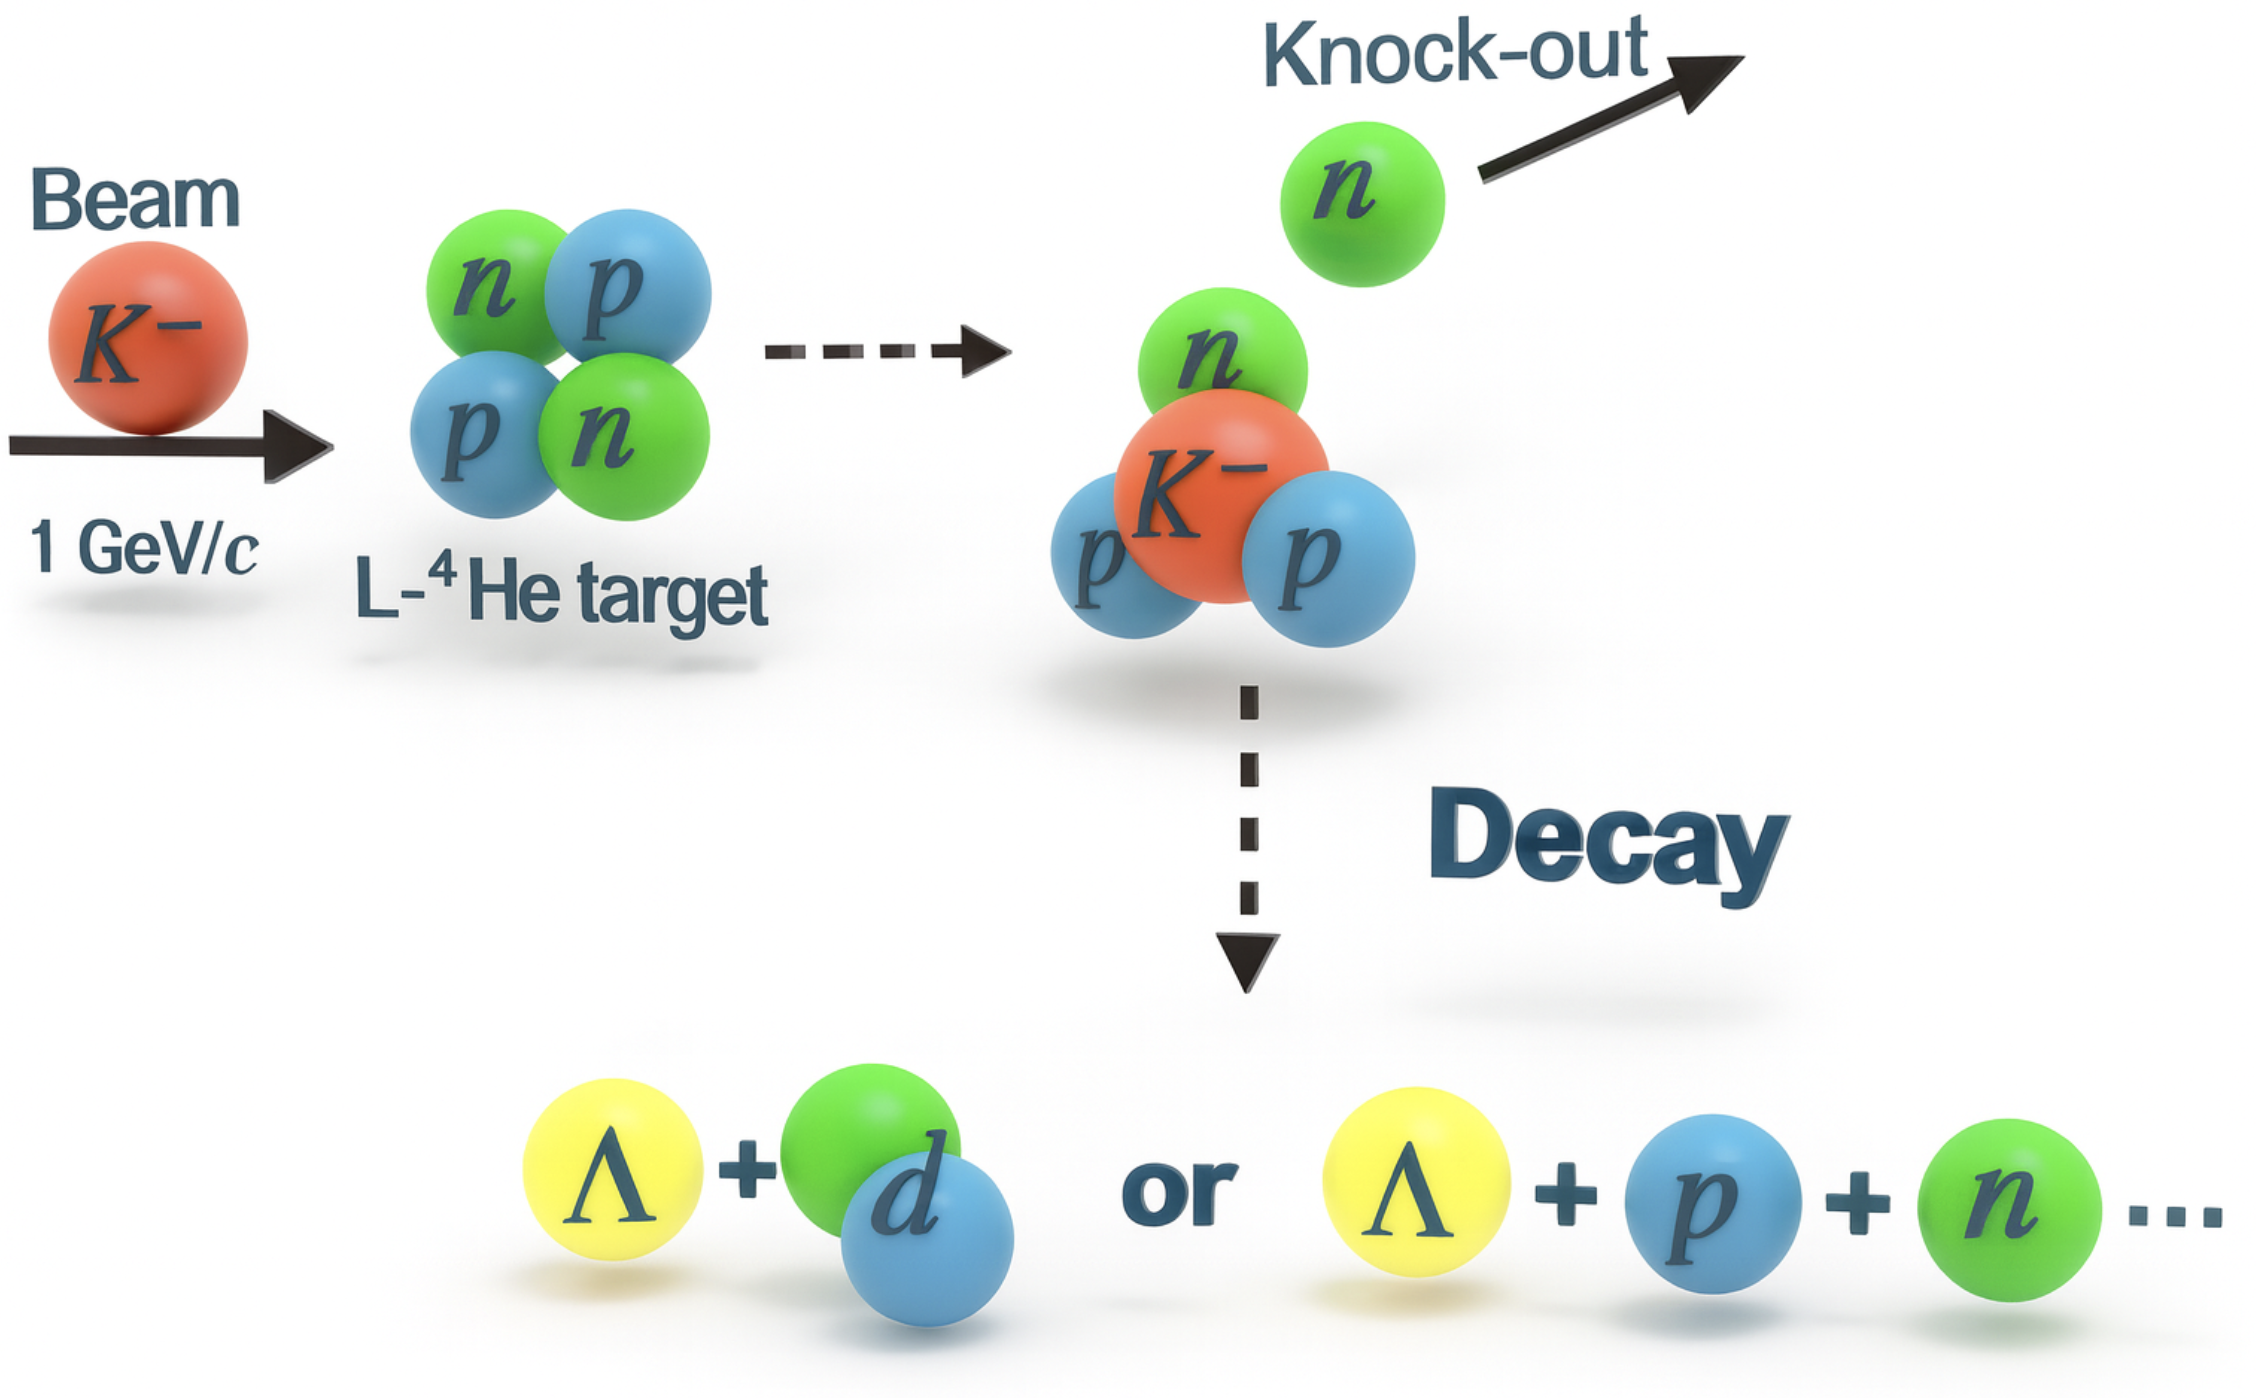 Knock-out
n
Beam
K⁻
n p
p n
1 GeV/c
L-⁴He target
n
K⁻
p p
Decay
Λ + d or Λ + p + n ...